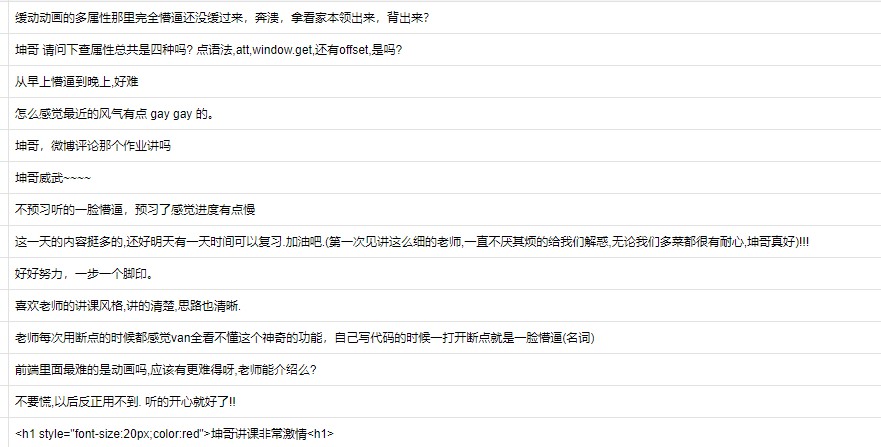 缓动动画的多属性那里完全懵逼还没缓过来，奔溃，拿看家本领出来，背出来？
坤哥 请问下查属性总共是四种吗? 点语法,att,window.get,还有offset,是吗?
从早上懵逼到晚上,好难
怎么感觉最近的风气有点 gay gay 的。
坤哥，微博评论那个作业讲吗
坤哥威武~~~~
不预习听的一脸懵逼，预习了感觉进度有点慢
这一天的内容挺多的,还好明天有一天时间可以复习.加油吧.(第一次见讲这么细的老师,一直不厌其烦的给我们解惑,无论我们多菜都很有耐心,坤哥真好)!!!
好好努力，一步一个脚印。
喜欢老师的讲课风格,讲的清楚,思路也清晰.
老师每次用断点的时候都感觉van全看不懂这个神奇的功能，自己写代码的时候一打开断点就是一脸懵逼(名词)
前端里面最难的是动画吗,应该有更难得呀,老师能介绍么?
不要慌,以后反正用不到. 听的开心就好了!!
<h1 style="font-size:20px;color:red">坤哥讲课非常激情<h1>